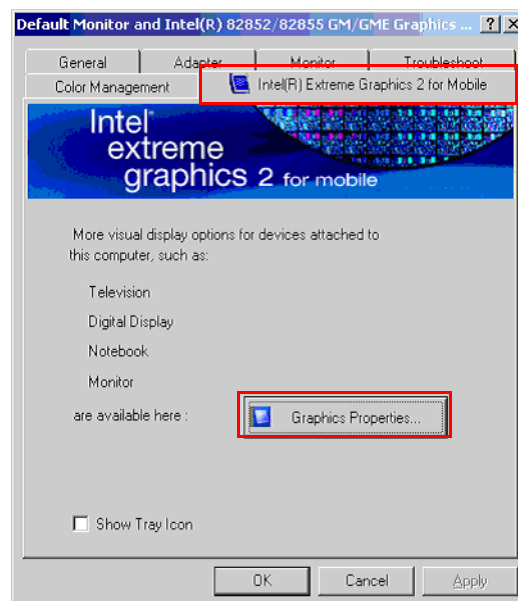 Default Monitor and Intel(R) 82852/82855 GM/GME Graphics ... ? X
General Adapter Monitor Troubleshoot
Color Management Intel(R) Extreme Graphics 2 for Mobile
Intel®
extreme
graphics 2 for mobile
More visual display options for devices attached to
this computer, such as:
Television
Digital Display
Notebook
Monitor
are available here :
Graphics Properties...
Show Tray Icon
OK Cancel Apply